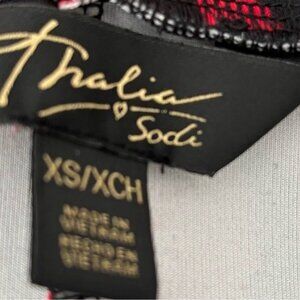 Thalia
Sodi
XS/XCH
MADE IN
VIETNAM
HECHO EN
VIETNAM